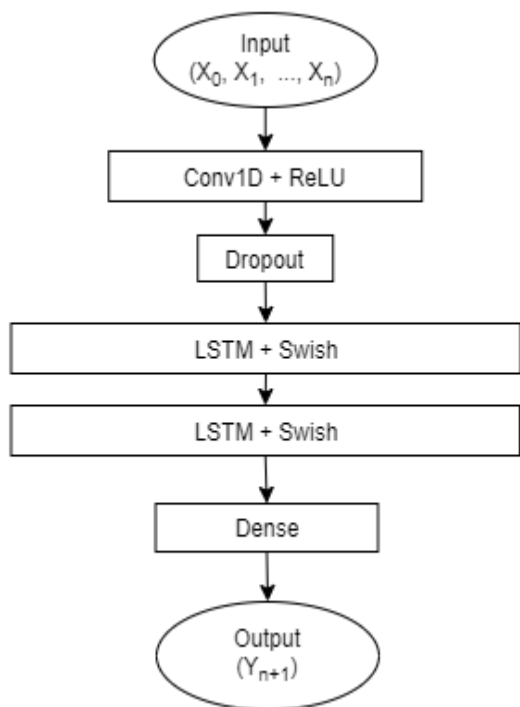 Input
(X₀, X₁, ..., Xₙ)
Conv1D + ReLU
Dropout
LSTM + Swish
LSTM + Swish
Dense
Output
(Yₙ₊₁)